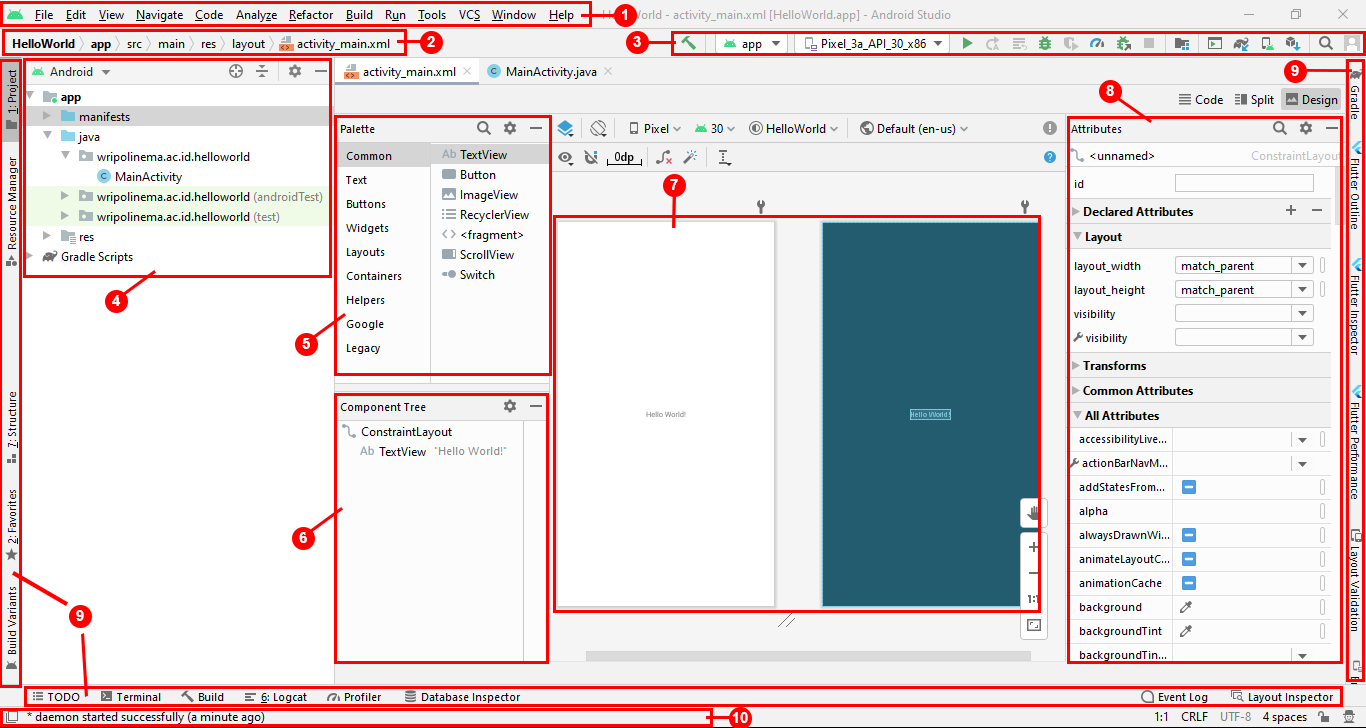 File Edit View Navigate Code Analyze Refactor Build Run Tools VCS Window Help
1
HelloWorld - activity_main.xml [HelloWorld.app] - Android Studio
HelloWorld app src main res layout activity_main.xml
2
3
app
Pixel_3a_API_30_x86
9
1: Project
Resource Manager
7: Structure
2: Favorites
Build Variants
Android
app
manifests
java
wripolinema.ac.id.helloworld
MainActivity
wripolinema.ac.id.helloworld (androidTest)
wripolinema.ac.id.helloworld (test)
res
Gradle Scripts
4
activity_main.xml
MainActivity.java
Code Split Design
8
Palette
Common
Text
Buttons
Widgets
Layouts
Containers
Helpers
Google
Legacy
Ab TextView
Button
ImageView
RecyclerView
<fragment>
ScrollView
Switch
5
Component Tree
ConstraintLayout
Ab TextView "Hello World!"
6
Pixel 30 HelloWorld Default (en-us)
0dp
7
Hello World!
Hello World!
1:1
Attributes
<unnamed> ConstraintLayout
id
Declared Attributes
Layout
layout_width match_parent
layout_height match_parent
visibility
visibility
Transforms
Common Attributes
All Attributes
accessibilityLive...
actionBarNavM...
addStatesFrom...
alpha
alwaysDrawnWi...
animateLayoutC...
animationCache
background
backgroundTint
backgroundTin...
Gradle
Flutter Outline
Flutter Inspector
Flutter Performance
Layout Validation
9
TODO Terminal Build 6: Logcat Profiler Database Inspector Event Log Layout Inspector
* daemon started successfully (a minute ago)
10
1:1 CRLF UTF-8 4 spaces